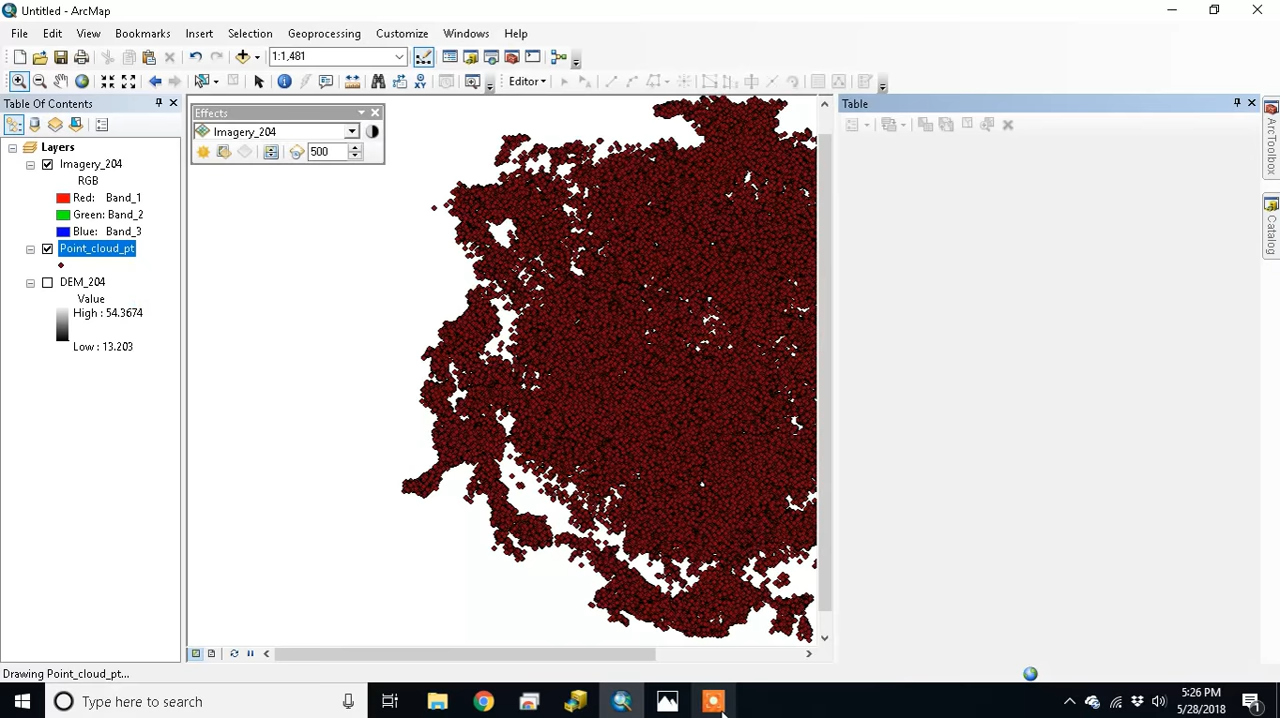 Untitled - ArcMap
File Edit View Bookmarks Insert Selection Geoprocessing Customize Windows Help
1:1,481
Editor
Table Of Contents
Effects
Table
Imagery_204
500
Layers
Imagery_204
RGB
Red: Band_1
Green: Band_2
Blue: Band_3
Point_cloud_pt
DEM_204
Value
High : 54.3674
Low : 13.203
ArcToolbox
Catalog
Drawing Point_cloud_pt...
Type here to search
5:26 PM
5/28/2018
1